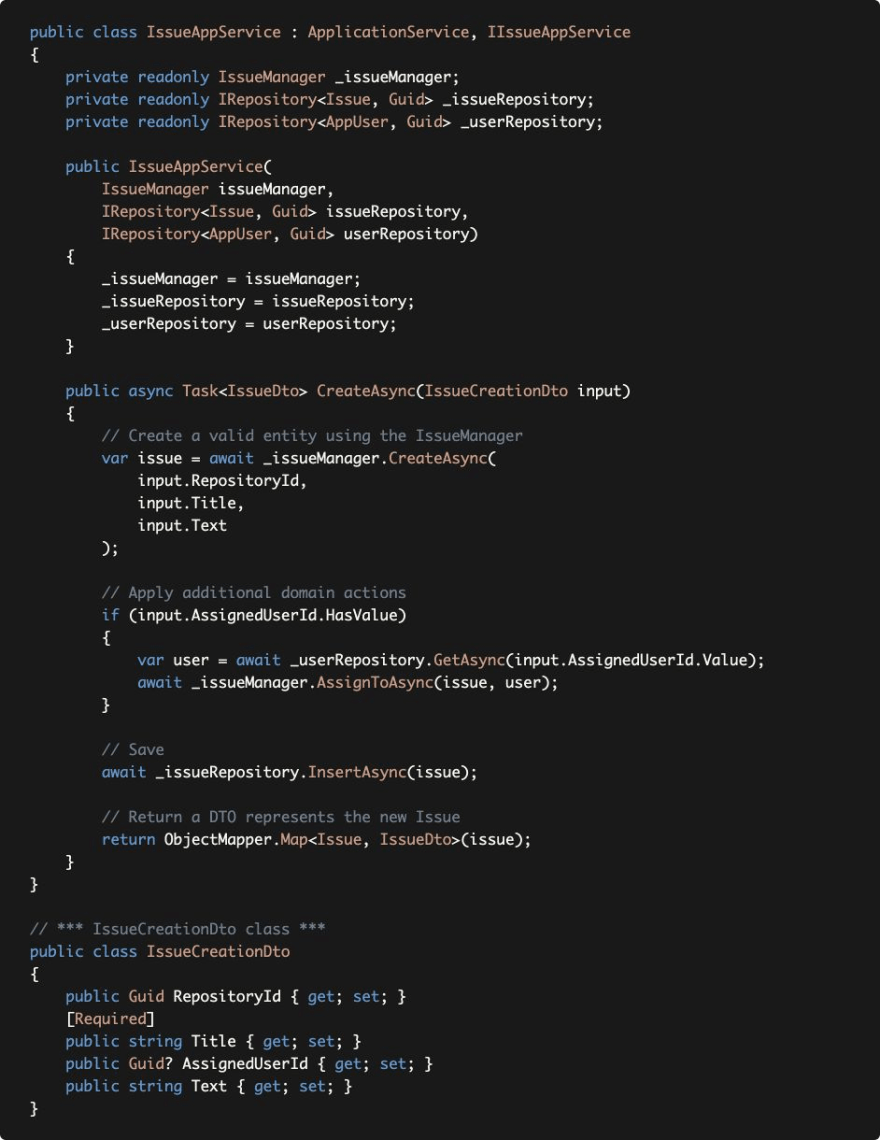 public class IssueAppService : ApplicationService, IIssueAppService
{
    private readonly IssueManager _issueManager;
    private readonly IRepository<Issue, Guid> _issueRepository;
    private readonly IRepository<AppUser, Guid> _userRepository;

    public IssueAppService(
        IssueManager issueManager,
        IRepository<Issue, Guid> issueRepository,
        IRepository<AppUser, Guid> userRepository)
    {
        _issueManager = issueManager;
        _issueRepository = issueRepository;
        _userRepository = userRepository;
    }

    public async Task<IssueDto> CreateAsync(IssueCreationDto input)
    {
        // Create a valid entity using the IssueManager
        var issue = await _issueManager.CreateAsync(
            input.RepositoryId,
            input.Title,
            input.Text
        );

        // Apply additional domain actions
        if (input.AssignedUserId.HasValue)
        {
            var user = await _userRepository.GetAsync(input.AssignedUserId.Value);
            await _issueManager.AssignToAsync(issue, user);
        }

        // Save
        await _issueRepository.InsertAsync(issue);

        // Return a DTO represents the new Issue
        return ObjectMapper.Map<Issue, IssueDto>(issue);
    }
}

// *** IssueCreationDto class ***
public class IssueCreationDto
{
    public Guid RepositoryId { get; set; }
    [Required]
    public string Title { get; set; }
    public Guid? AssignedUserId { get; set; }
    public string Text { get; set; }
}